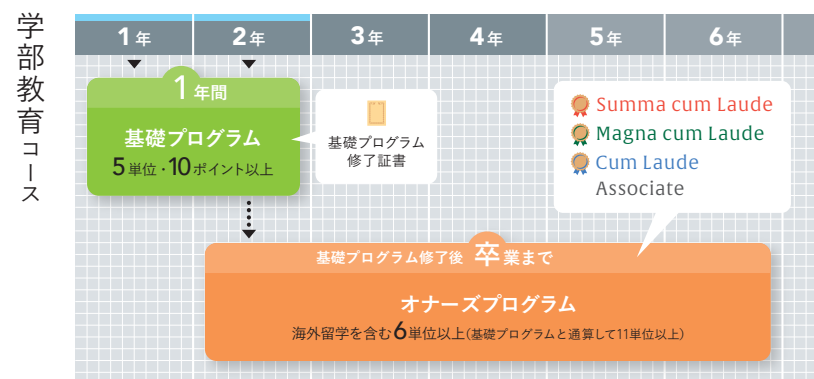 学部教育コース
1年 2年 3年 4年 5年 6年
1年間
基礎プログラム
5単位・10ポイント以上
基礎プログラム
修了証書
Summa cum Laude
Magna cum Laude
Cum Laude
Associate
基礎プログラム修了後 卒業まで
オナーズプログラム
海外留学を含む6単位以上(基礎プログラムと通算して11単位以上)